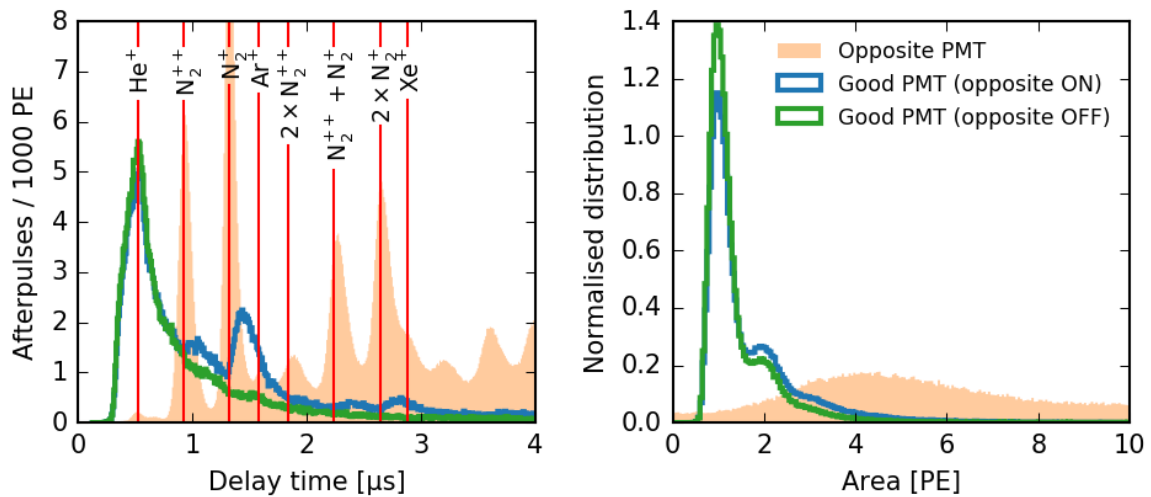 Afterpulses / 1000 PE
8
7
6
5
4
3
2
1
0
He⁺
N₂⁺⁺
N₂⁺
Ar⁺
2 × N₂⁺⁺
N₂⁺⁺ + N₂⁺
2 × N₂⁺
Xe⁺
0 1 2 3 4
Delay time [μs]
Normalised distribution
1.4
1.2
1.0
0.8
0.6
0.4
0.2
0.0
Opposite PMT
Good PMT (opposite ON)
Good PMT (opposite OFF)
0 2 4 6 8 10
Area [PE]